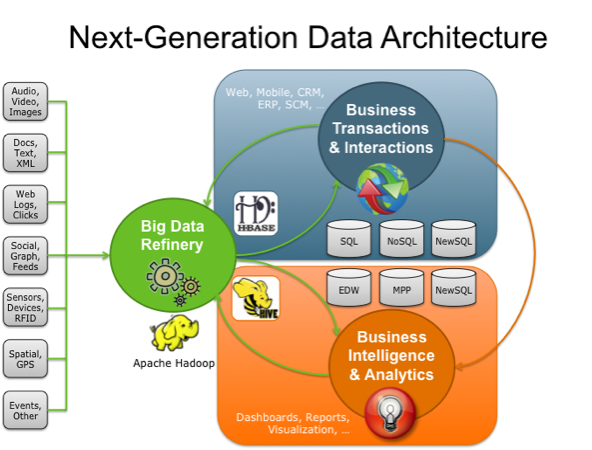 Next-Generation Data Architecture
Audio,
Video,
Images
Docs,
Text,
XML
Web
Logs,
Clicks
Social,
Graph,
Feeds
Sensors,
Devices,
RFID
Spatial,
GPS
Events,
Other
Big Data
Refinery
Apache Hadoop
Web, Mobile, CRM,
ERP, SCM, ...
Business
Transactions
& Interactions
H
HBASE
SQL
NoSQL
NewSQL
EDW
MPP
NewSQL
HIVE
Business
Intelligence
& Analytics
Dashboards, Reports,
Visualization, ...